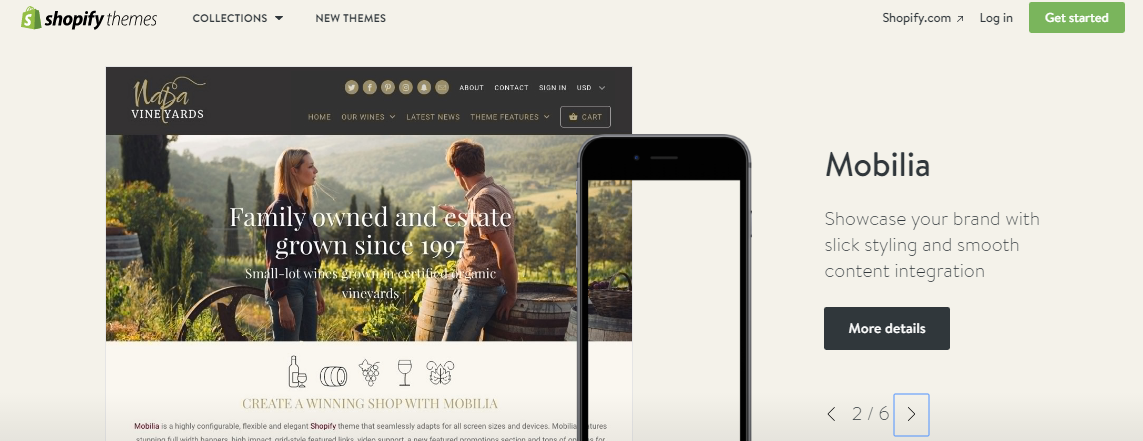 shopify themes
COLLECTIONS
NEW THEMES
Shopify.com ↗
Log in
Get started
NaBa
VINEYARDS
ABOUT CONTACT SIGN IN USD
HOME OUR WINES LATEST NEWS THEME FEATURES CART
Family owned and estate
grown since 1997
Small-lot wines grown in certified organic
vineyards
CREATE A WINNING SHOP WITH MOBILIA
Mobilia is a highly configurable, flexible and elegant Shopify theme that seamlessly adapts for all screen sizes and devices. Mobilia
stunning full width banners, high impact, grid-style featured links, video support, a new featured promotions section and tons of for
Mobilia
Showcase your brand with
slick styling and smooth
content integration
More details
2 / 6